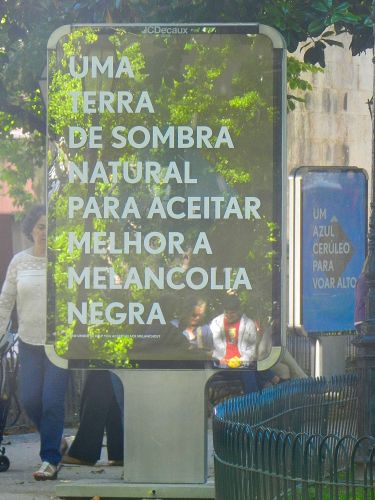 JCDecaux
UMA
TERRA
DE SOMBRA
NATURAL
PARA ACEITAR
MELHOR A
MELANCOLIA
NEGRA
UM
AZUL
CERÚLEO
PARA
VOAR ALTO